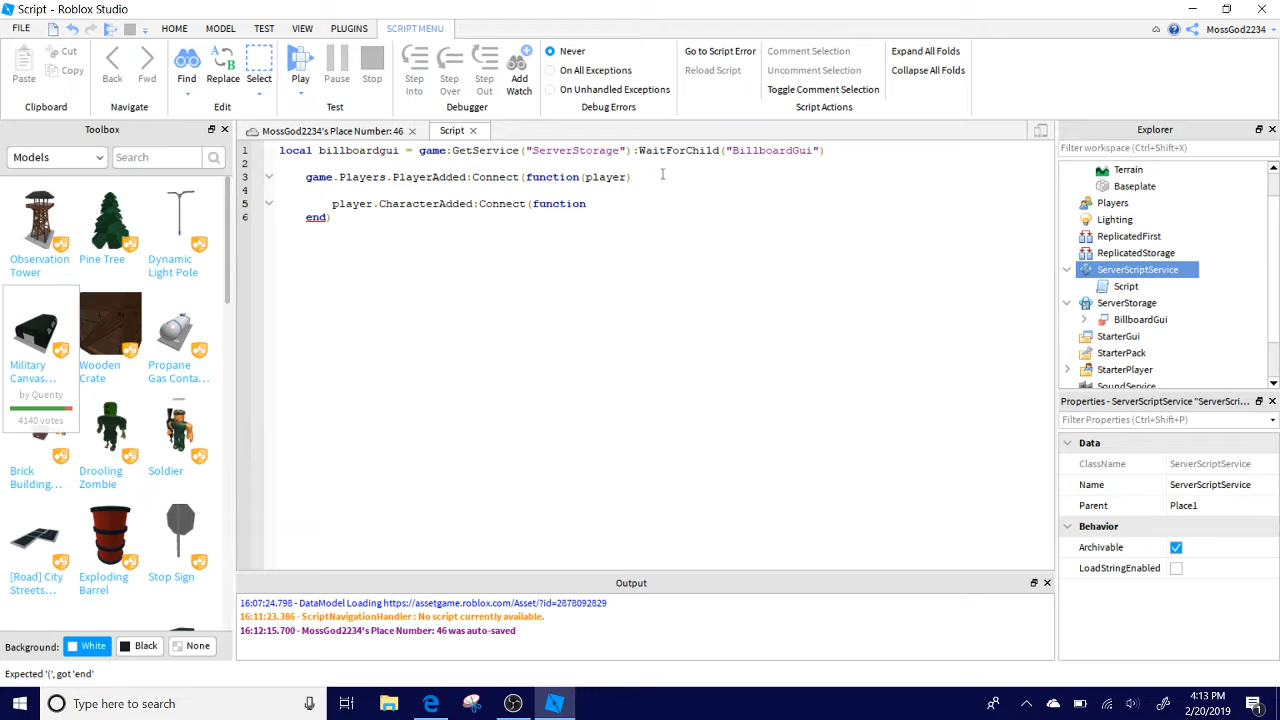 Script - Roblox Studio
FILE HOME MODEL TEST VIEW PLUGINS SCRIPT MENU MossGod2234
Paste Cut Copy Back Fwd Find Replace Select Play Pause Stop Step Into Step Over Step Out Add Watch
Never
On All Exceptions
On Unhandled Exceptions
Go to Script Error
Reload Script
Comment Selection
Uncomment Selection
Toggle Comment Selection
Expand All Folds
Collapse All Folds
Clipboard Navigate Edit Test Debugger Debug Errors Script Actions
Toolbox
Models Search
Observation Tower
Pine Tree
Dynamic Light Pole
Military Canvas...
by Quenty
4140 votes
Wooden Crate
Propane Gas Conta...
Brick Building,...
Drooling Zombie
Soldier
[Road] City Streets...
Exploding Barrel
Stop Sign
Background: White Black None
Expected '(', got 'end'
MossGod2234's Place Number: 46 Script
1 local billboardgui = game:GetService("ServerStorage"):WaitForChild("BillboardGui")
2
3 game.Players.PlayerAdded:Connect(function(player)
4
5 player.CharacterAdded:Connect(function
6 end)
Output
16:07:24.798 - DataModel Loading https://assetgame.roblox.com/Asset/?id=2878092829
16:11:23.386 - ScriptNavigationHandler : No script currently available.
16:12:15.700 - MossGod2234's Place Number: 46 was auto-saved
Explorer
Filter workspace (Ctrl+Shift+X)
Terrain
Baseplate
Players
Lighting
ReplicatedFirst
ReplicatedStorage
ServerScriptService
Script
ServerStorage
BillboardGui
StarterGui
StarterPack
StarterPlayer
SoundService
Properties - ServerScriptService "ServerScri...
Filter Properties (Ctrl+Shift+P)
Data
ClassName ServerScriptService
Name ServerScriptService
Parent Place1
Behavior
Archivable
LoadStringEnabled
Type here to search
4:13 PM
2/20/2019